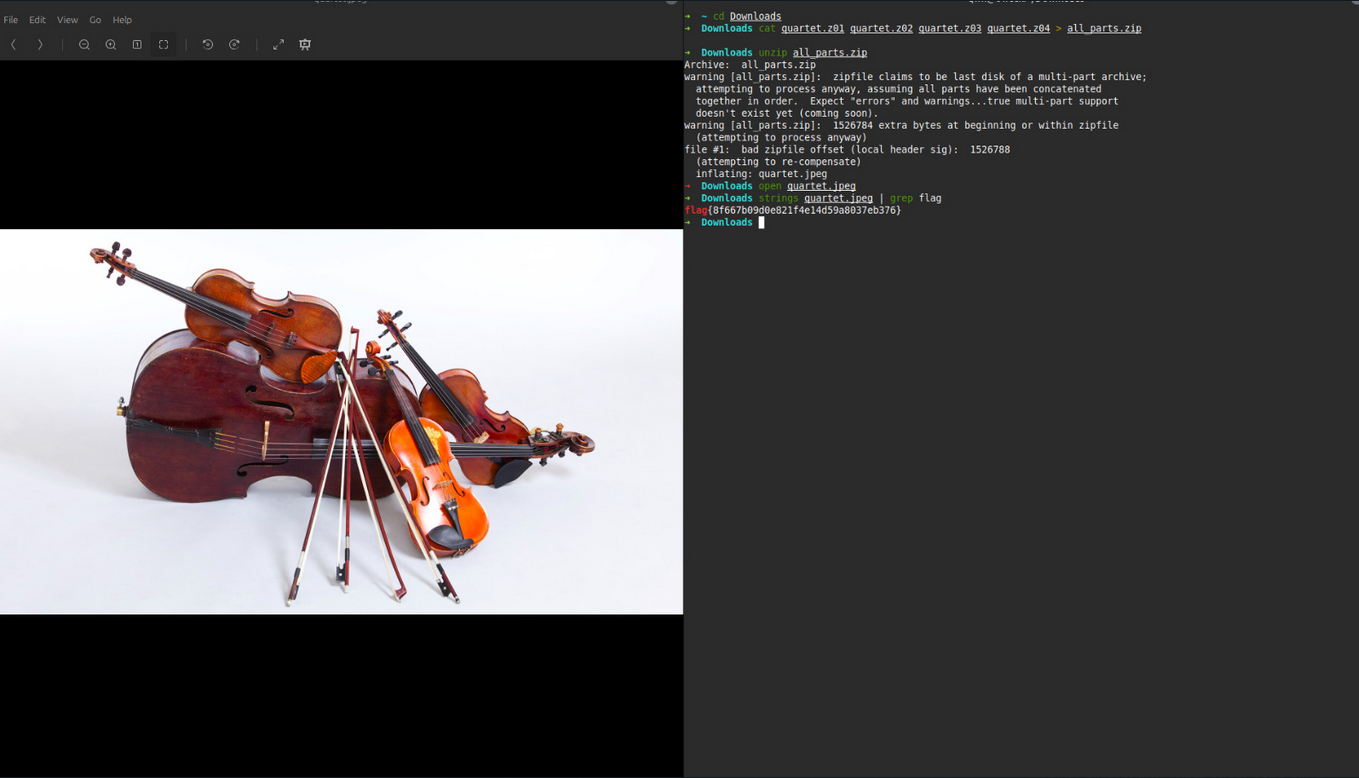 File Edit View Go Help
➜ ~ cd Downloads
➜ Downloads cat quartet.z01 quartet.z02 quartet.z03 quartet.z04 > all_parts.zip
➜ Downloads unzip all_parts.zip
Archive:  all_parts.zip
warning [all_parts.zip]:  zipfile claims to be last disk of a multi-part archive;
  attempting to process anyway, assuming all parts have been concatenated
  together in order.  Expect "errors" and warnings...true multi-part support
  doesn't exist yet (coming soon).
warning [all_parts.zip]:  1526784 extra bytes at beginning or within zipfile
  (attempting to process anyway)
file #1:  bad zipfile offset (local header sig):  1526788
  (attempting to re-compensate)
  inflating: quartet.jpeg
➜ Downloads open quartet.jpeg
➜ Downloads strings quartet.jpeg | grep flag
flag{8f667b09d0e821f4e14d59a8037eb376}
➜ Downloads